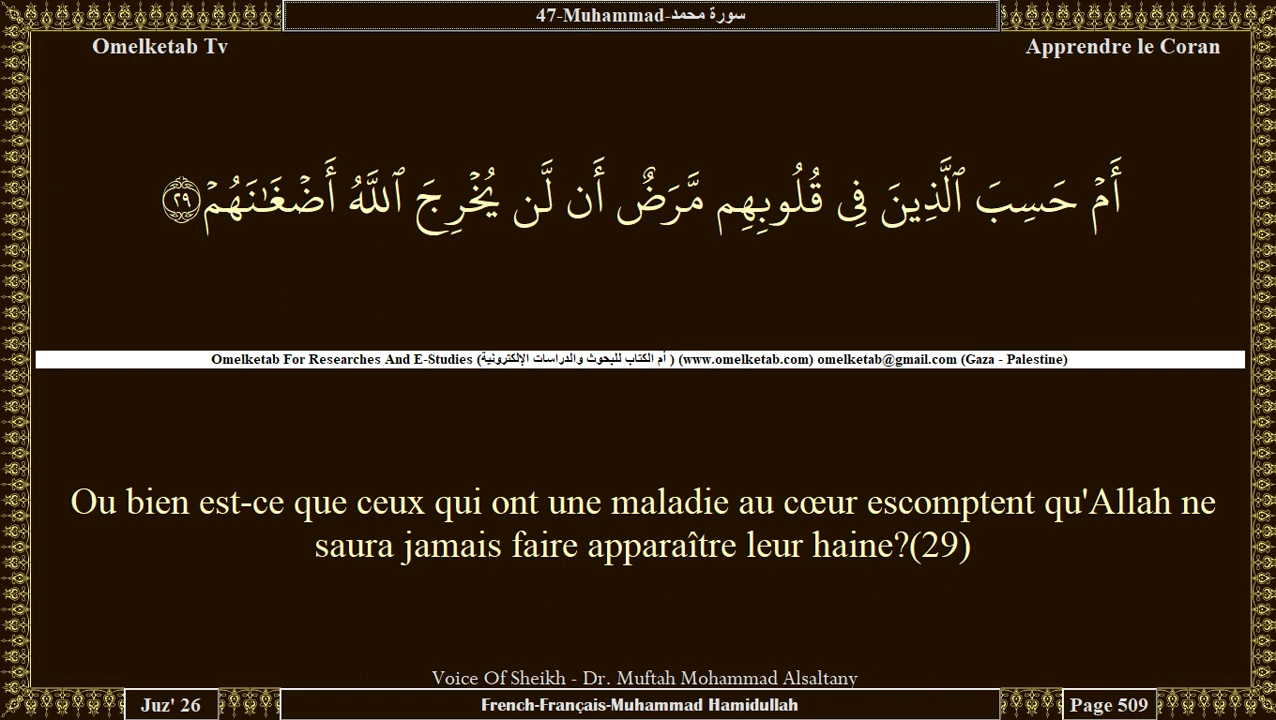 47-Muhammad-سورة محمد
Omelketab Tv
Apprendre le Coran
أَمْ حَسِبَ ٱلَّذِينَ فِى قُلُوبِهِم مَّرَضٌ أَن لَّن يُخْرِجَ ٱللَّهُ أَضْغَـٰنَهُمْ ٢٩
Omelketab For Researches And E-Studies (أم الكتاب للبحوث والدراسات الإلكترونية ) (www.omelketab.com) omelketab@gmail.com (Gaza - Palestine)
Ou bien est-ce que ceux qui ont une maladie au cœur escomptent qu'Allah ne
saura jamais faire apparaître leur haine?(29)
Voice Of Sheikh - Dr. Muftah Mohammad Alsaltany
Juz' 26
French-Français-Muhammad Hamidullah
Page 509